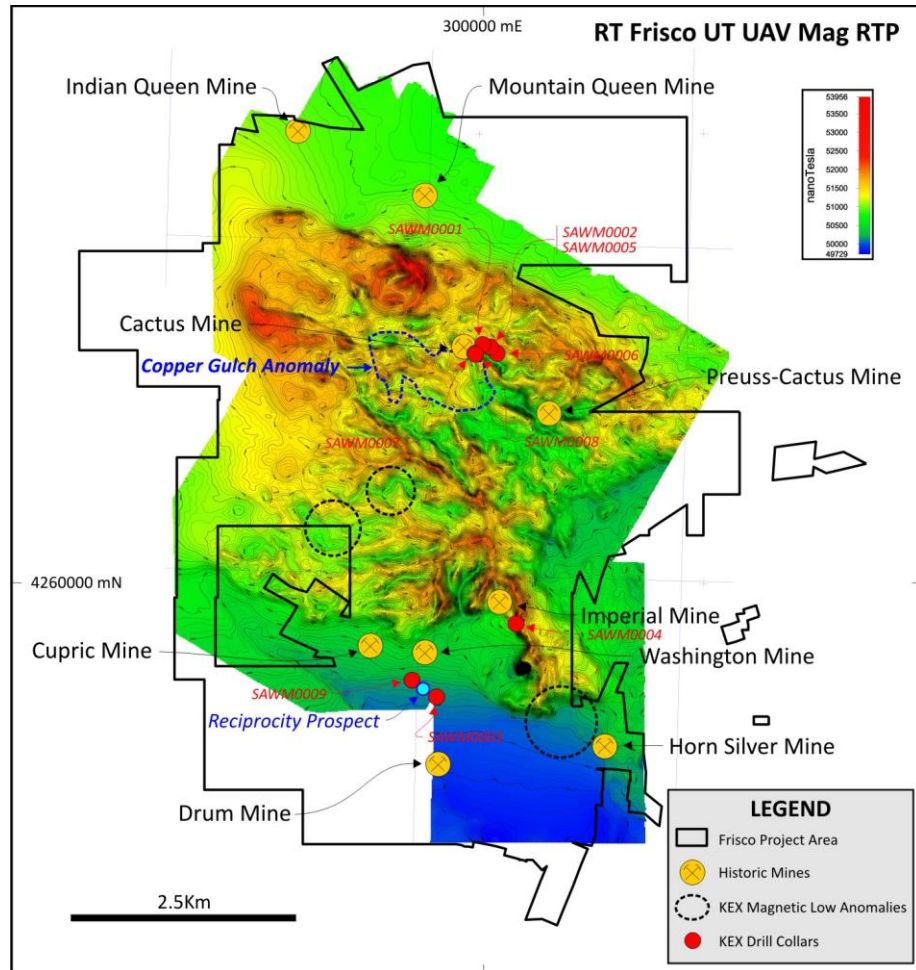 300000 mE
RT Frisco UT UAV Mag RTP
Indian Queen Mine
Mountain Queen Mine
53956
53000
52500
52000
51500
51000
50500
50000
49729
nanoTesla
SAWM0001
SAWM0002
SAWM0005
Cactus Mine
Copper Gulch Anomaly
SAWM0006
Preuss-Cactus Mine
SAWM0007
SAWM0008
4260000 mN
Imperial Mine
SAWM0004
Cupric Mine
Washington Mine
SAWM0009
Reciprocity Prospect
SAWM0003
Horn Silver Mine
Drum Mine
2.5Km
LEGEND
Frisco Project Area
Historic Mines
KEX Magnetic Low Anomalies
KEX Drill Collars